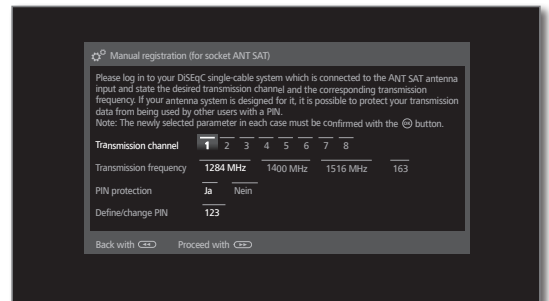 Manual registration (for socket ANT SAT)
Please log in to your DiSEqC single-cable system which is connected to the ANT SAT antenna
input and state the desired transmission channel and the corresponding transmission
frequency. If your antenna system is designed for it, it is possible to protect your transmission
data from being used by other users with a PIN.
Note: The newly selected parameter in each case must be confirmed with the OK button.
Transmission channel 1 2 3 4 5 6 7 8
Transmission frequency 1284 MHz 1400 MHz 1516 MHz 163
PIN protection Ja Nein
Define/change PIN 123
Back with Proceed with